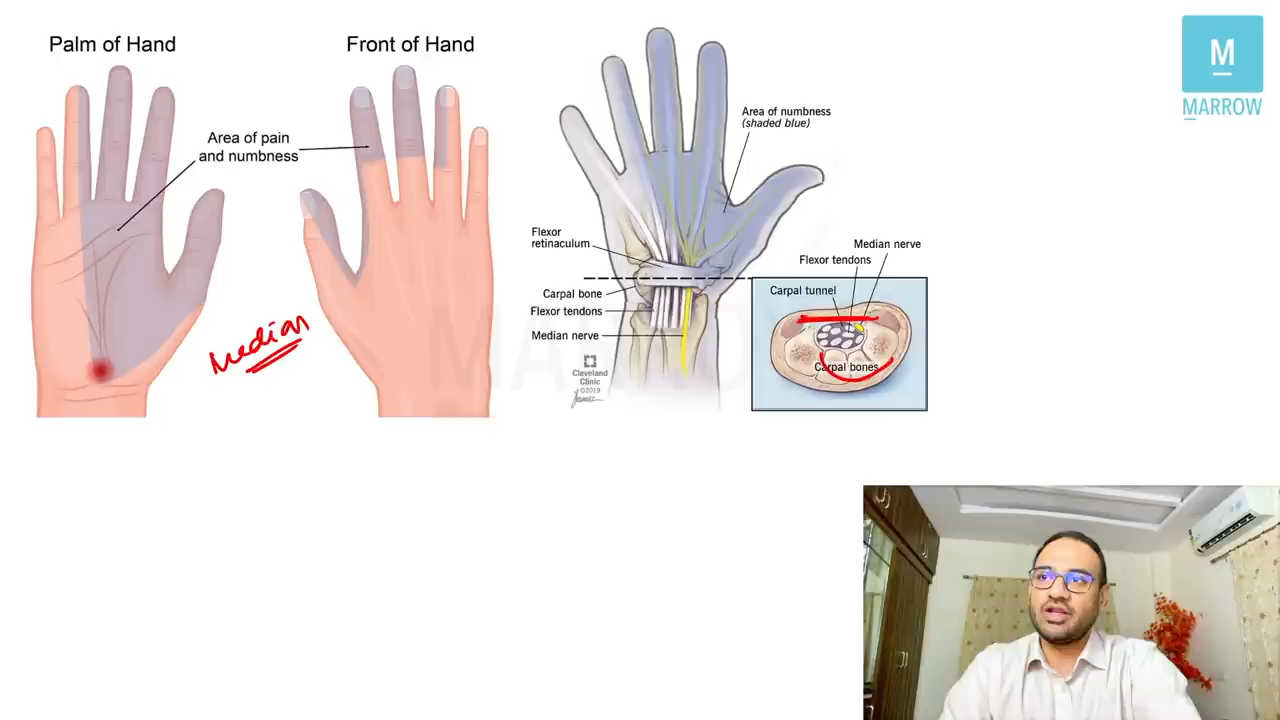 Palm of Hand
Front of Hand
Area of pain
and numbness
Median
Area of numbness
(shaded blue)
Flexor
retinaculum
Carpal bone
Flexor tendons
Median nerve
Cleveland
Clinic
©2019
Median nerve
Flexor tendons
Carpal tunnel
Carpal bones
M
MARROW